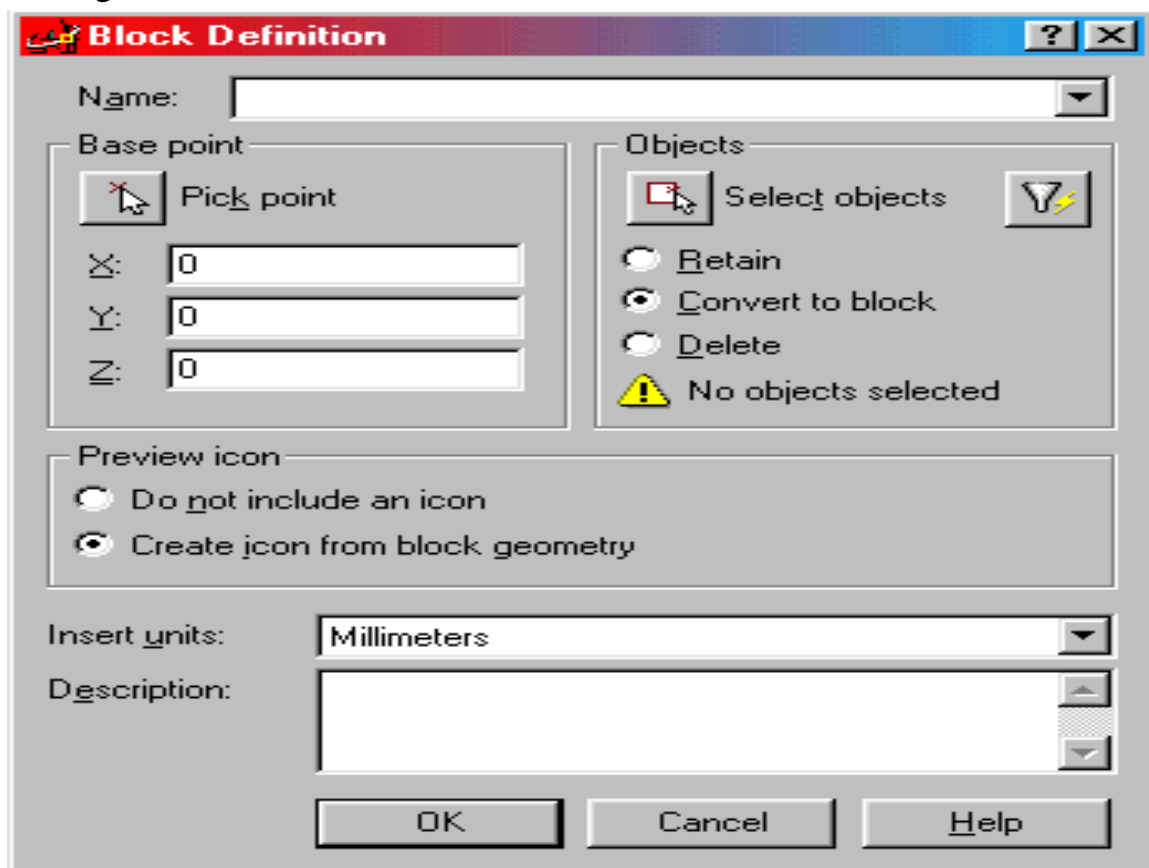 Block Definition
Name:
Base point
Pick point
X: 0
Y: 0
Z: 0
Objects
Select objects
Retain
Convert to block
Delete
No objects selected
Preview icon
Do not include an icon
Create icon from block geometry
Insert units: Millimeters
Description:
OK Cancel Help